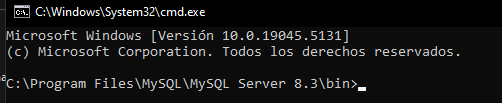 C:\Windows\System32\cmd.exe
Microsoft Windows [Versión 10.0.19045.5131]
(c) Microsoft Corporation. Todos los derechos reservados.
C:\Program Files\MySQL\MySQL Server 8.3\bin>